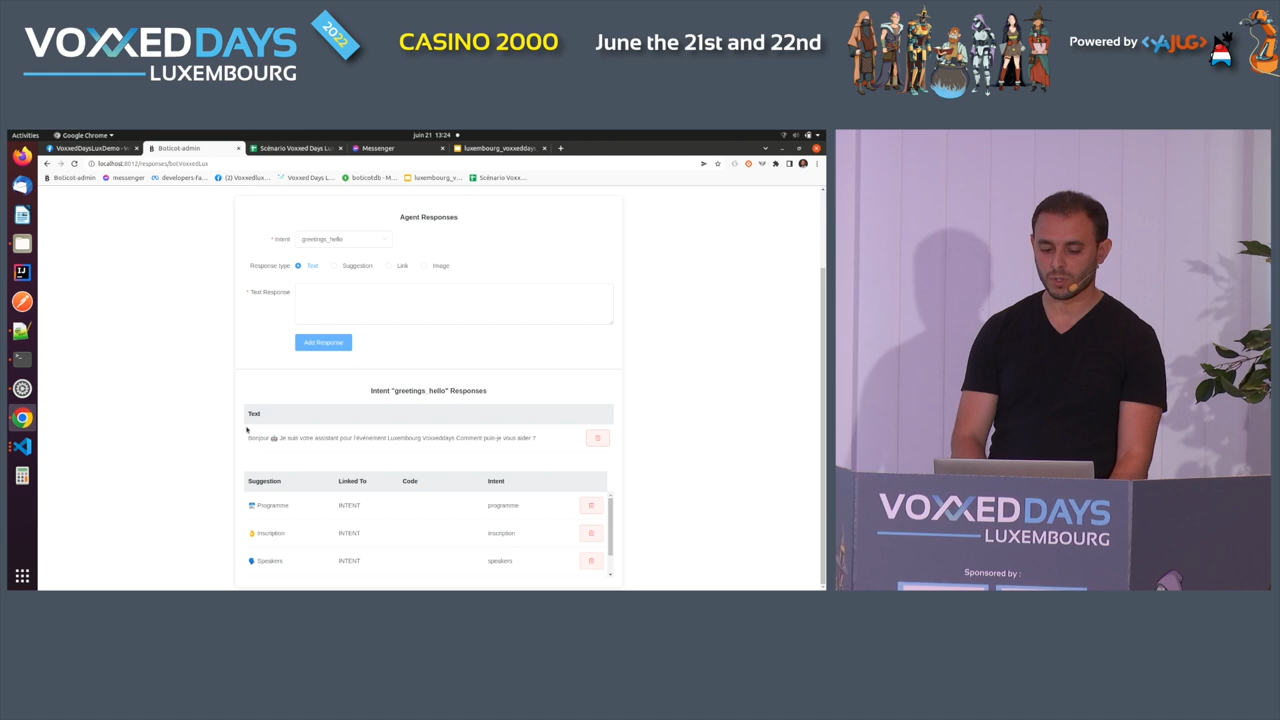 VOXXED DAYS
LUXEMBOURG
2022
CASINO 2000
June the 21st and 22nd
Powered by <YAJUG>
Activities
Google Chrome
juin 21 13:24
VoxxedDaysLuxDemo -
Boticot-admin
Scénario Voxxed Days Lu
Messenger
luxembourg_voxxeddays
localhost:8012/responses/botVoxxedLux
Boticot-admin
messenger
developers-fa...
(2) Voxxedlux...
Voxxed Days L...
boticotdb - M...
luxembourg_v...
Scénario Voxx...
Agent Responses
* Intent
greetings_hello
Response type
Text
Suggestion
Link
Image
* Text Response
Add Response
Intent "greetings_hello" Responses
Text
Bonjour 🤖 Je suis votre assistant pour l'événement Luxembourg Voxxeddays Comment puis-je vous aider ?
Suggestion Linked To Code Intent
Programme INTENT programme
Inscription INTENT inscription
Speakers INTENT speakers
VOXXED DAYS
LUXEMBOURG
Sponsored by :